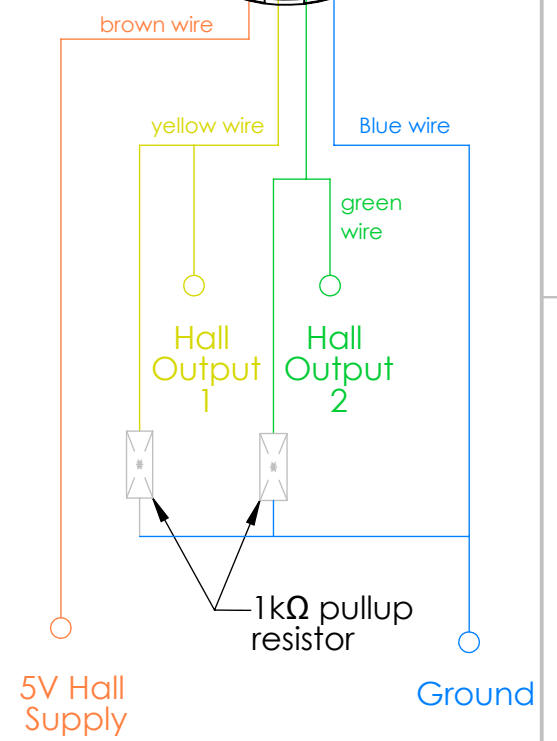 brown wire
yellow wire
Blue wire
green
wire
Hall
Output
1
Hall
Output
2
1kΩ pullup
resistor
5V Hall
Supply
Ground